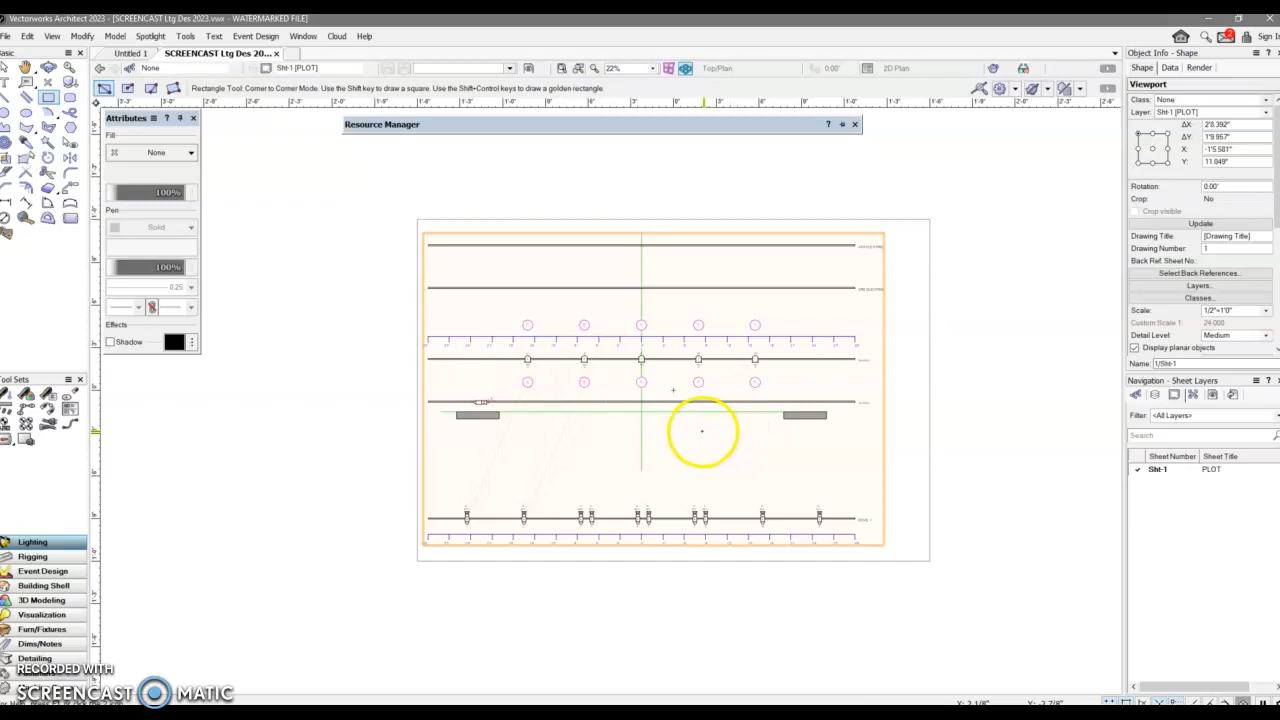 Vectorworks Architect 2023 - [SCREENCAST Ltg Des 2023.vwx - WATERMARKED FILE]
File Edit View Modify Model Spotlight Tools Text Event Design Window Cloud Help
Sign
Basic
Untitled 1
SCREENCAST Ltg Des 20...
None
Sht-1 [PLOT]
22%
Top/Plan
0.00°
2D Plan
Rectangle Tool: Corner to Corner Mode. Use the Shift key to draw a square. Use the Shift+Control keys to draw a golden rectangle.
Attributes
Fill
None
100%
Pen
Solid
100%
0.25
Effects
Shadow
Resource Manager
Tool Sets
Lighting
Rigging
Event Design
Building Shell
3D Modeling
Visualization
Furn/Fixtures
Dims/Notes
Detailing
RECORDED WITH
SCREENCAST MATIC
Object Info - Shape
Shape Data Render
Viewport
Class: None
Layer: Sht-1 [PLOT]
ΔX: 2'8.392"
ΔY: 1'9.957"
X: -1'5.581"
Y: 11.049"
Rotation: 0.00°
Crop: No
Crop visible
Update
Drawing Title: [Drawing Title]
Drawing Number: 1
Back Ref. Sheet No:
Select Back References...
Layers...
Classes...
Scale: 1/2"=1'0"
Custom Scale 1: 24.000
Detail Level: Medium
Display planar objects
Name: 1/Sht-1
Navigation - Sheet Layers
Filter: <All Layers>
Search
Sheet Number Sheet Title
Sht-1 PLOT